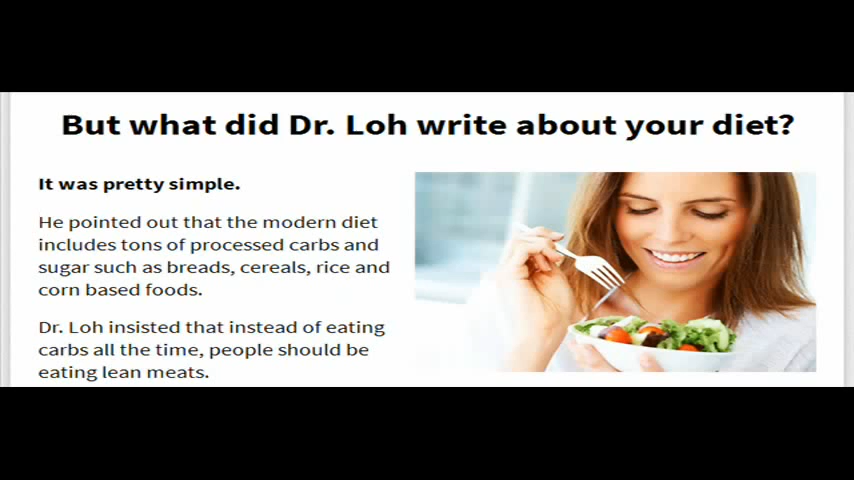 But what did Dr. Loh write about your diet?
It was pretty simple.
He pointed out that the modern diet
includes tons of processed carbs and
sugar such as breads, cereals, rice and
corn based foods.
Dr. Loh insisted that instead of eating
carbs all the time, people should be
eating lean meats.